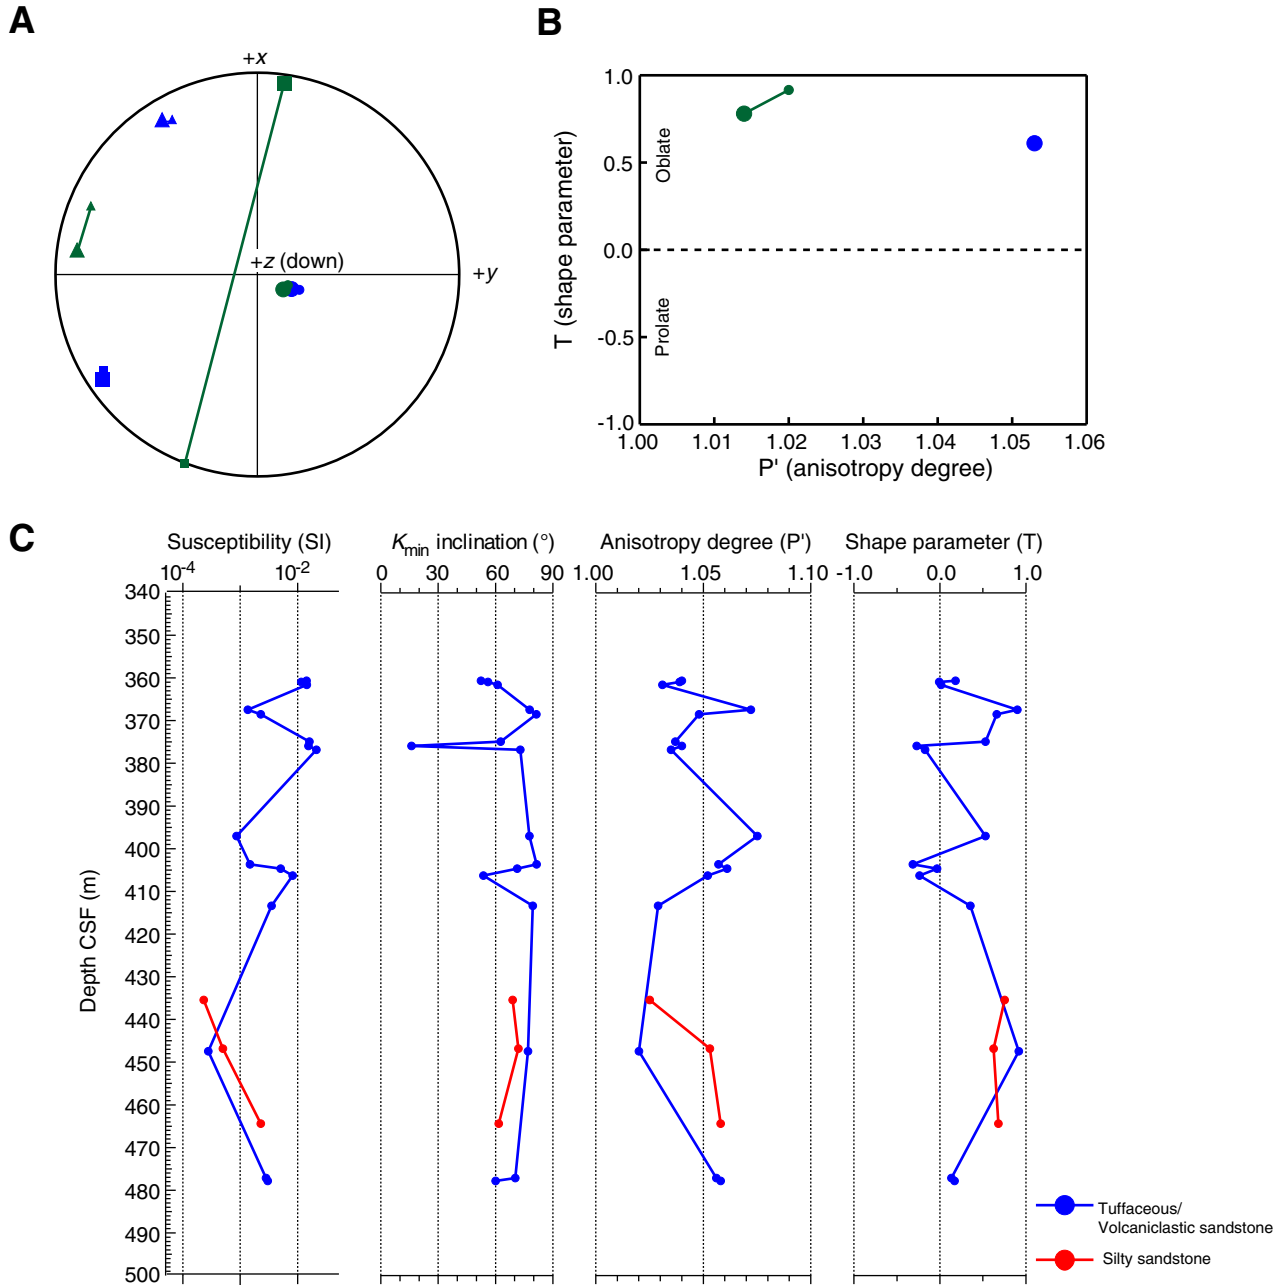 A
+x
+z (down)
+y
B
1.0
0.5
0.0
-0.5
-1.0
T (shape parameter)
Oblate
Prolate
1.00 1.01 1.02 1.03 1.04 1.05 1.06
P' (anisotropy degree)
C
Susceptibility (SI)
Kmin inclination (°)
Anisotropy degree (P')
Shape parameter (T)
10-4 10-2
0 30 60 90
1.00 1.05 1.10
-1.0 0.0 1.0
Depth CSF (m)
340
350
360
370
380
390
400
410
420
430
440
450
460
470
480
490
500
Tuffaceous/
Volcaniclastic sandstone
Silty sandstone